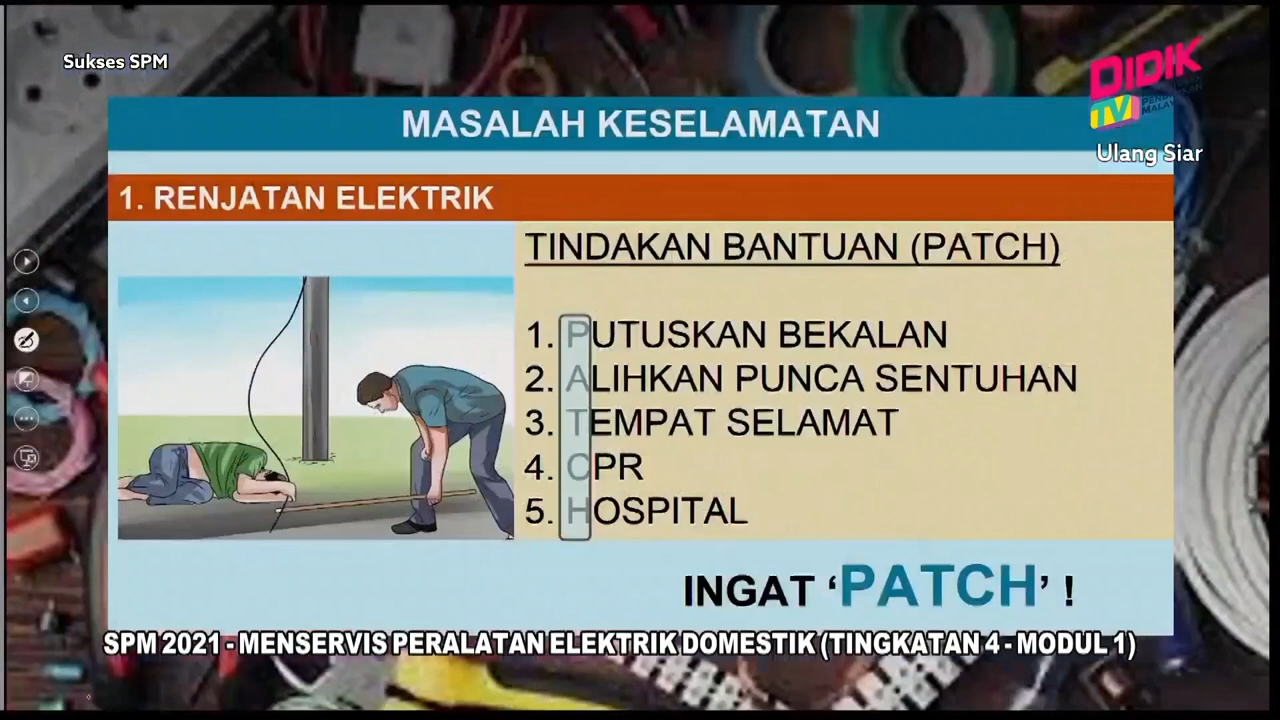 Sukses SPM
DIDIK
TV
Ulang Siar
MASALAH KESELAMATAN
1. RENJATAN ELEKTRIK
TINDAKAN BANTUAN (PATCH)
1. PUTUSKAN BEKALAN
2. ALIHKAN PUNCA SENTUHAN
3. TEMPAT SELAMAT
4. CPR
5. HOSPITAL
INGAT ‘PATCH’ !
SPM 2021 - MENSERVIS PERALATAN ELEKTRIK DOMESTIK (TINGKATAN 4 - MODUL 1)